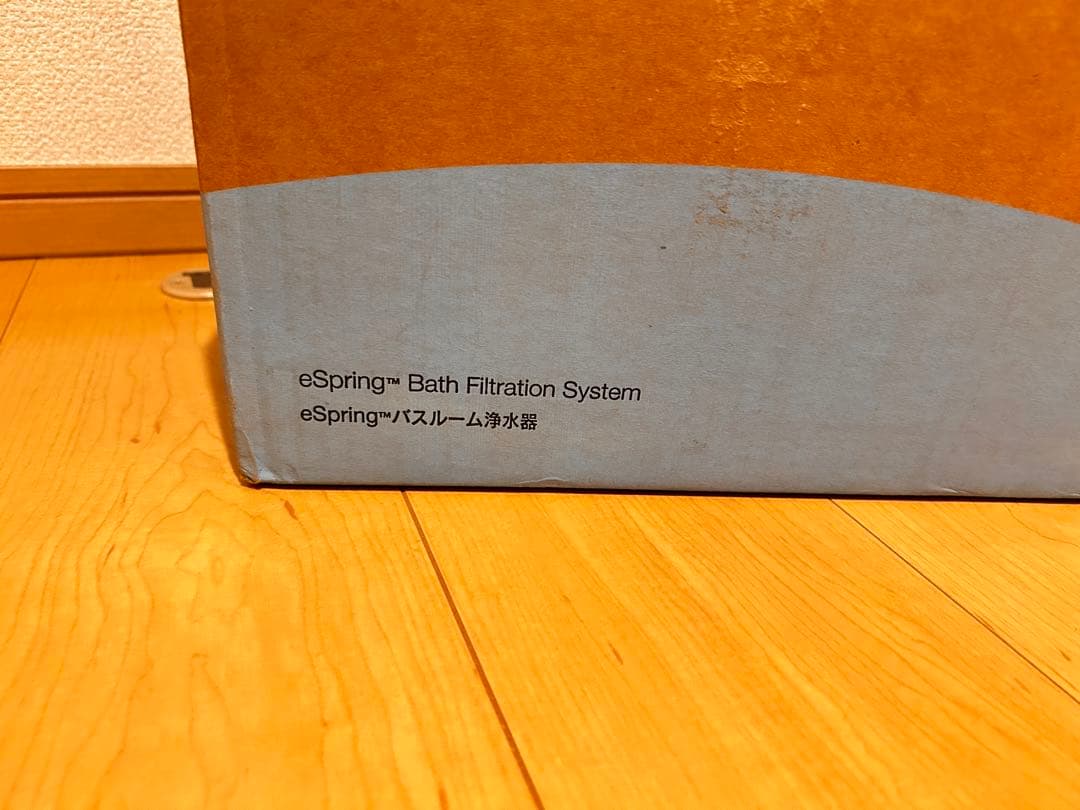 eSpring™ Bath Filtration System
eSpring™バスルーム浄水器